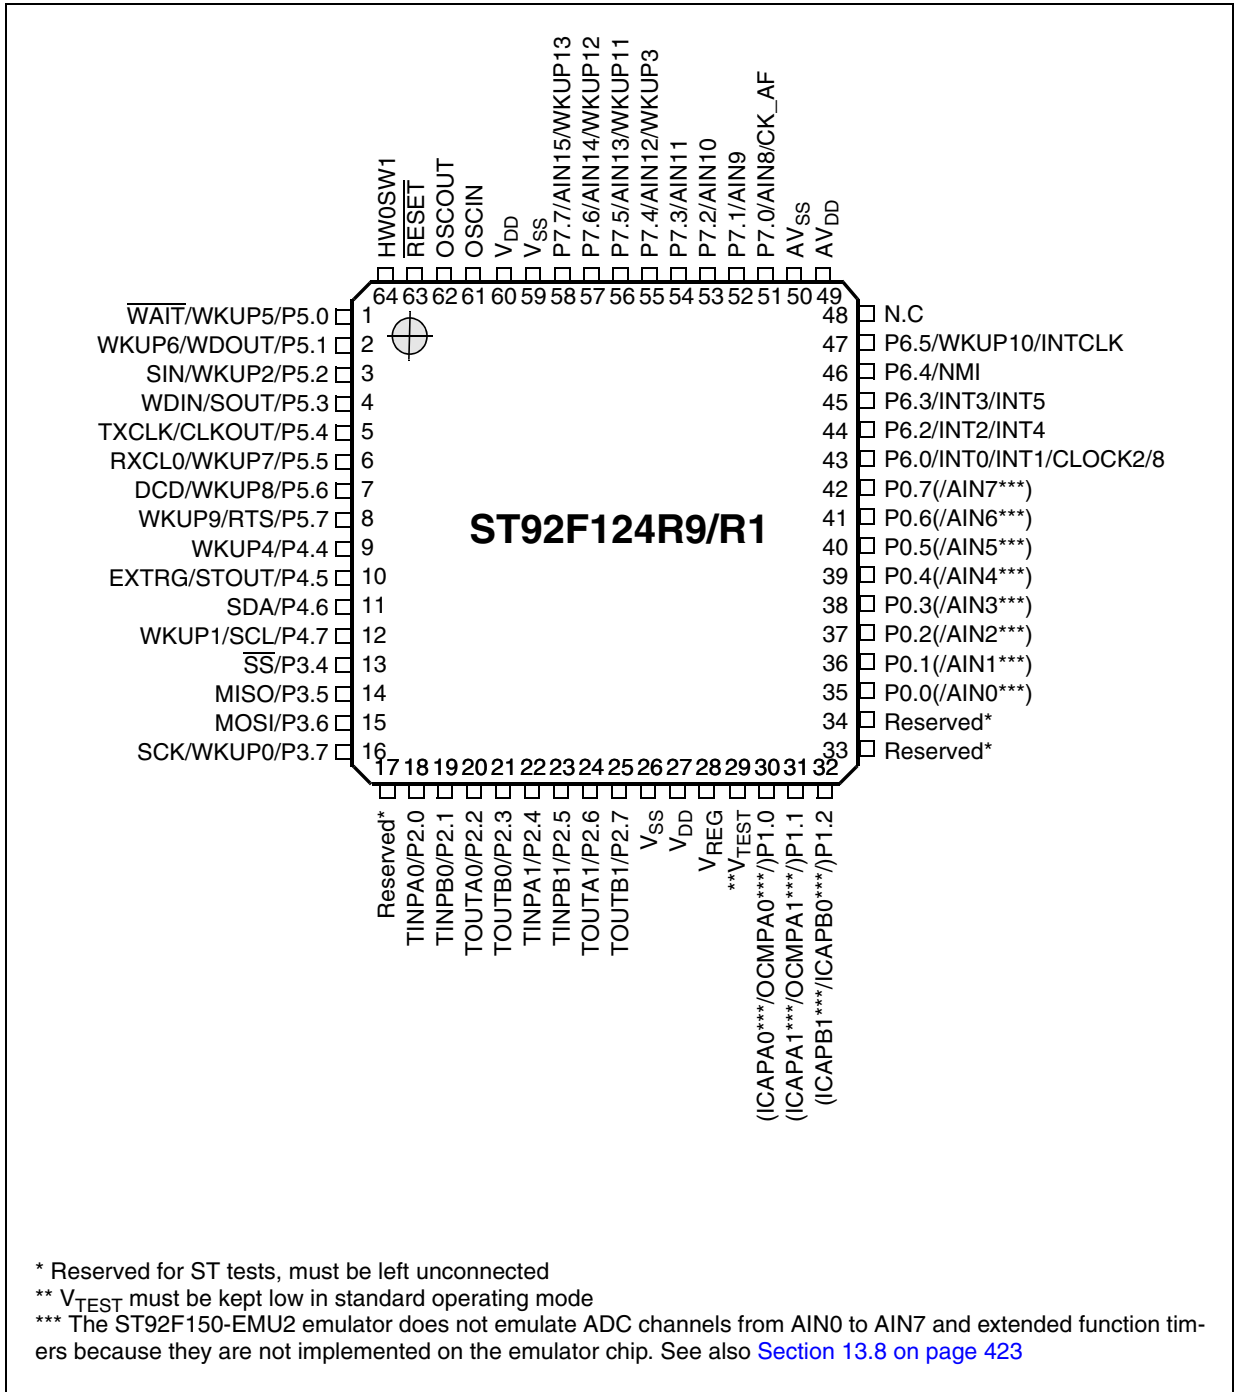 HW0SW1
RESET
OSCOUT
OSCIN
VDD
VSS
P7.7/AIN15/WKUP13
P7.6/AIN14/WKUP12
P7.5/AIN13/WKUP11
P7.4/AIN12/WKUP3
P7.3/AIN11
P7.2/AIN10
P7.1/AIN9
P7.0/AIN8/CK_AF
AVSS
AVDD
64 63 62 61 60 59 58 57 56 55 54 53 52 51 50 49
WAIT/WKUP5/P5.0 1
WKUP6/WDOUT/P5.1 2
SIN/WKUP2/P5.2 3
WDIN/SOUT/P5.3 4
TXCLK/CLKOUT/P5.4 5
RXCL0/WKUP7/P5.5 6
DCD/WKUP8/P5.6 7
WKUP9/RTS/P5.7 8
WKUP4/P4.4 9
EXTRG/STOUT/P4.5 10
SDA/P4.6 11
WKUP1/SCL/P4.7 12
SS/P3.4 13
MISO/P3.5 14
MOSI/P3.6 15
SCK/WKUP0/P3.7 16
ST92F124R9/R1
48 N.C
47 P6.5/WKUP10/INTCLK
46 P6.4/NMI
45 P6.3/INT3/INT5
44 P6.2/INT2/INT4
43 P6.0/INT0/INT1/CLOCK2/8
42 P0.7(/AIN7***)
41 P0.6(/AIN6***)
40 P0.5(/AIN5***)
39 P0.4(/AIN4***)
38 P0.3(/AIN3***)
37 P0.2(/AIN2***)
36 P0.1(/AIN1***)
35 P0.0(/AIN0***)
34 Reserved*
33 Reserved*
17 18 19 20 21 22 23 24 25 26 27 28 29 30 31 32
Reserved*
TINPA0/P2.0
TINPB0/P2.1
TOUTA0/P2.2
TOUTB0/P2.3
TINPA1/P2.4
TINPB1/P2.5
TOUTA1/P2.6
TOUTB1/P2.7
VSS
VDD
VREG
**VTEST
(ICAPA0***/OCMPA0***/)P1.0
(ICAPA1***/OCMPA1***/)P1.1
(ICAPB1***/ICAPB0***/)P1.2
* Reserved for ST tests, must be left unconnected
** VTEST must be kept low in standard operating mode
*** The ST92F150-EMU2 emulator does not emulate ADC channels from AIN0 to AIN7 and extended function tim-
ers because they are not implemented on the emulator chip. See also Section 13.8 on page 423